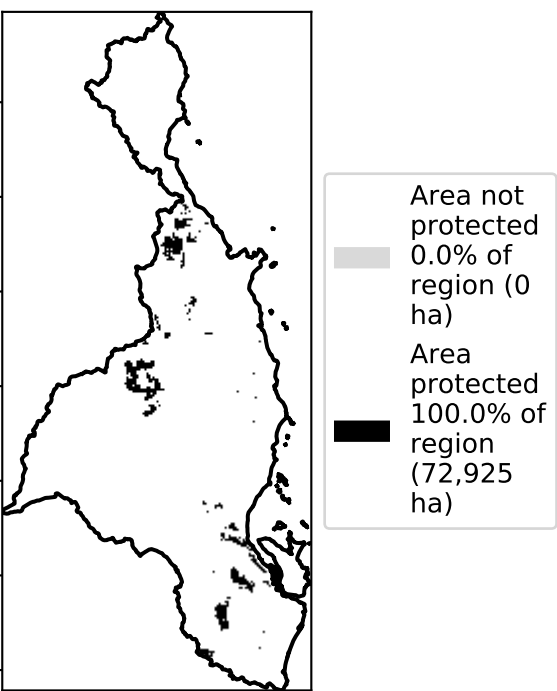 Area not
protected
0.0% of
region (0
ha)
Area
protected
100.0% of
region
(72,925
ha)